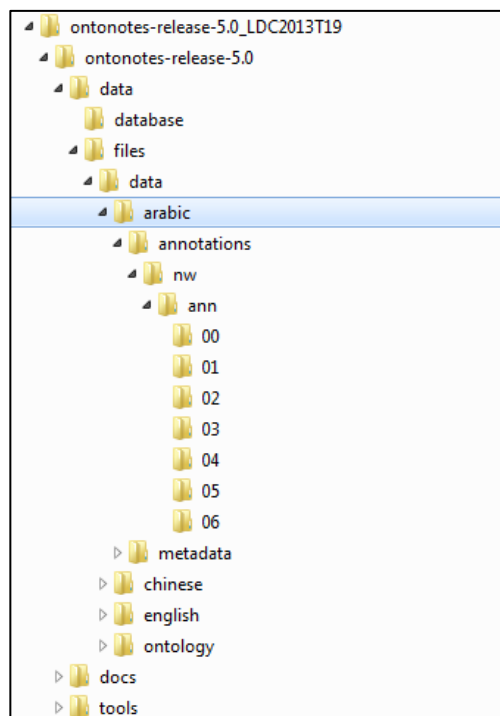 ontonotes-release-5.0_LDC2013T19
ontonotes-release-5.0
data
database
files
data
arabic
annotations
nw
ann
00
01
02
03
04
05
06
metadata
chinese
english
ontology
docs
tools